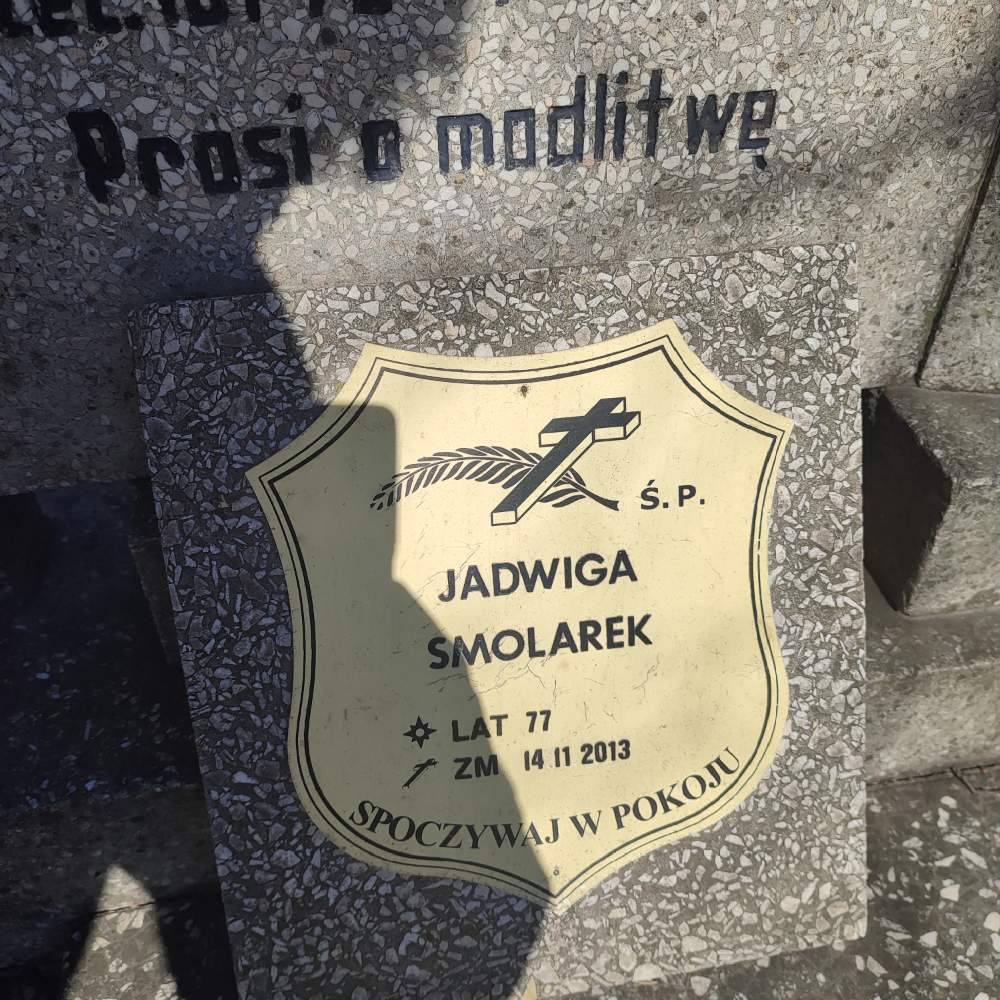 Prosi o modlitwę
Ś. P.
JADWIGA
SMOLAREK
LAT 77
ZM 14 11 2013
SPOCZYWAJ W POKOJU